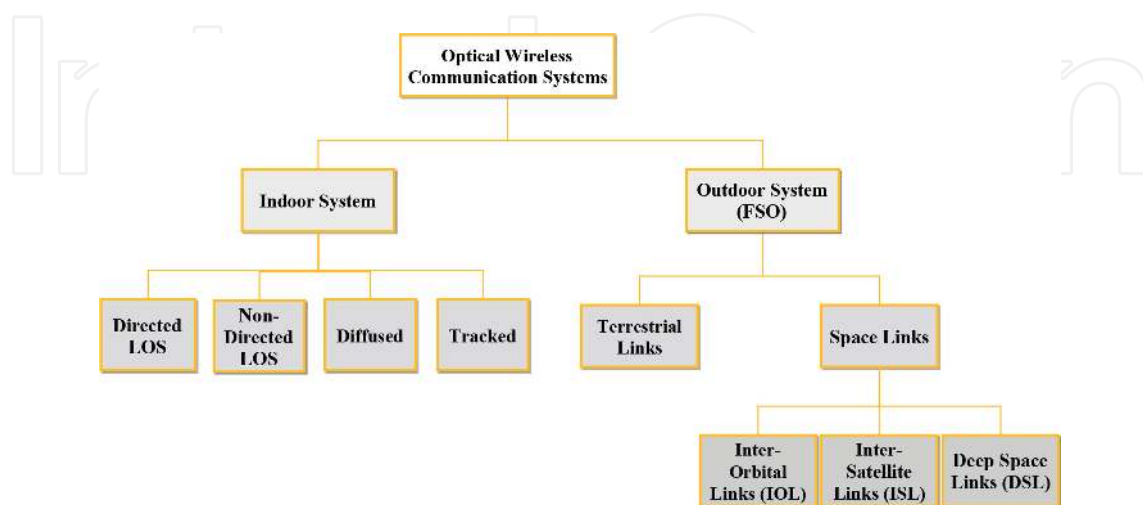 Optical Wireless
Communication Systems
Indoor System
Outdoor System
(FSO)
Directed
LOS
Non-
Directed
LOS
Diffused
Tracked
Terrestrial
Links
Space Links
Inter-
Orbital
Links (IOL)
Inter-
Satellite
Links (ISL)
Deep Space
Links (DSL)